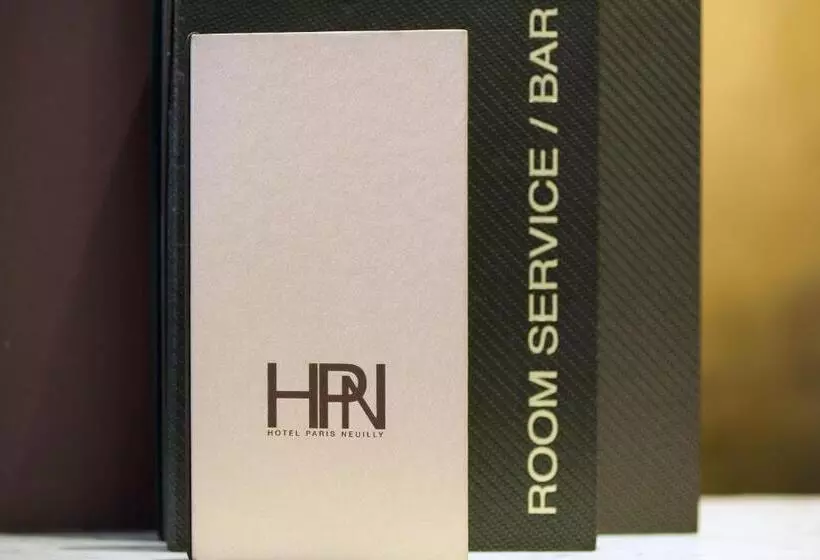 HPN
HOTEL PARIS NEUILLY
ROOM SERVICE / BAR